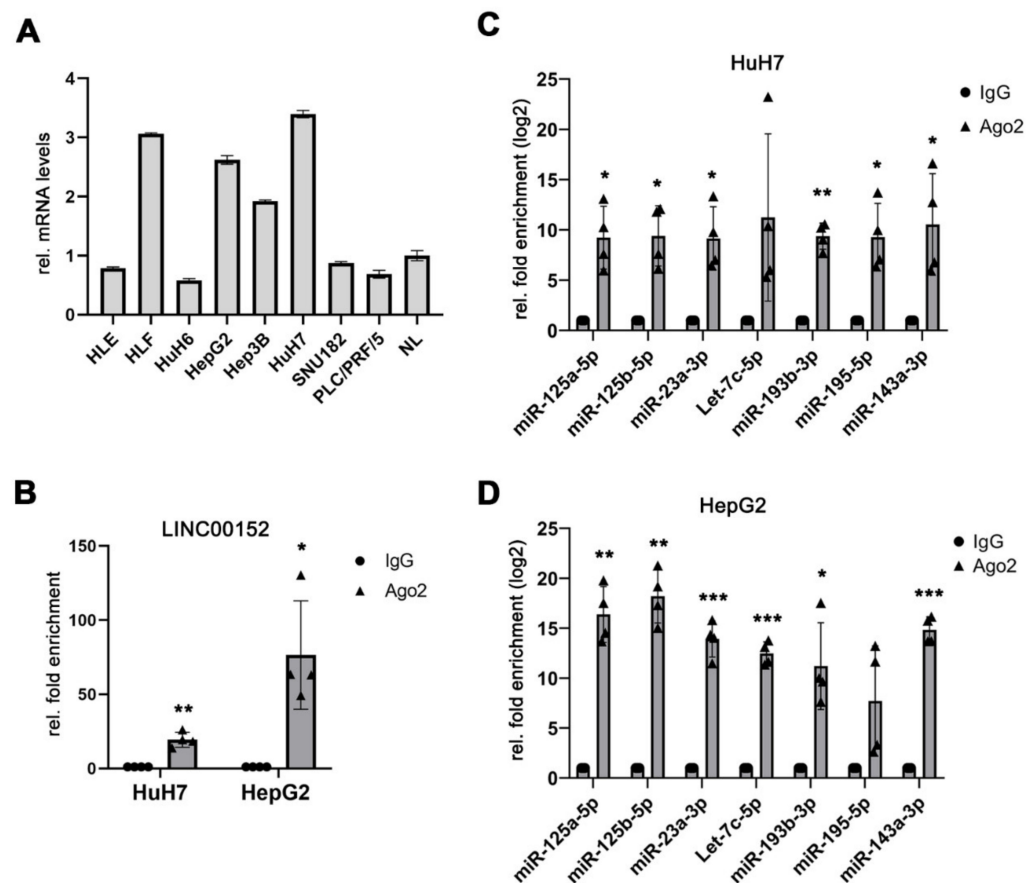 A
rel. mRNA levels
4
3
2
1
0
HLE
HLF
HuH6
HepG2
Hep3B
HuH7
SNU182
PLC/PRF/5
NL
B
LINC00152
rel. fold enrichment
150
100
50
0
**
*
HuH7
HepG2
IgG
Ago2
C
HuH7
rel. fold enrichment (log2)
25
20
15
10
5
0
*
*
*
**
*
*
miR-125a-5p
miR-125b-5p
miR-23a-3p
Let-7c-5p
miR-193b-3p
miR-195-5p
miR-143a-3p
IgG
Ago2
D
HepG2
rel. fold enrichment (log2)
25
20
15
10
5
0
**
**
***
***
*
***
miR-125a-5p
miR-125b-5p
miR-23a-3p
Let-7c-5p
miR-193b-3p
miR-195-5p
miR-143a-3p
IgG
Ago2